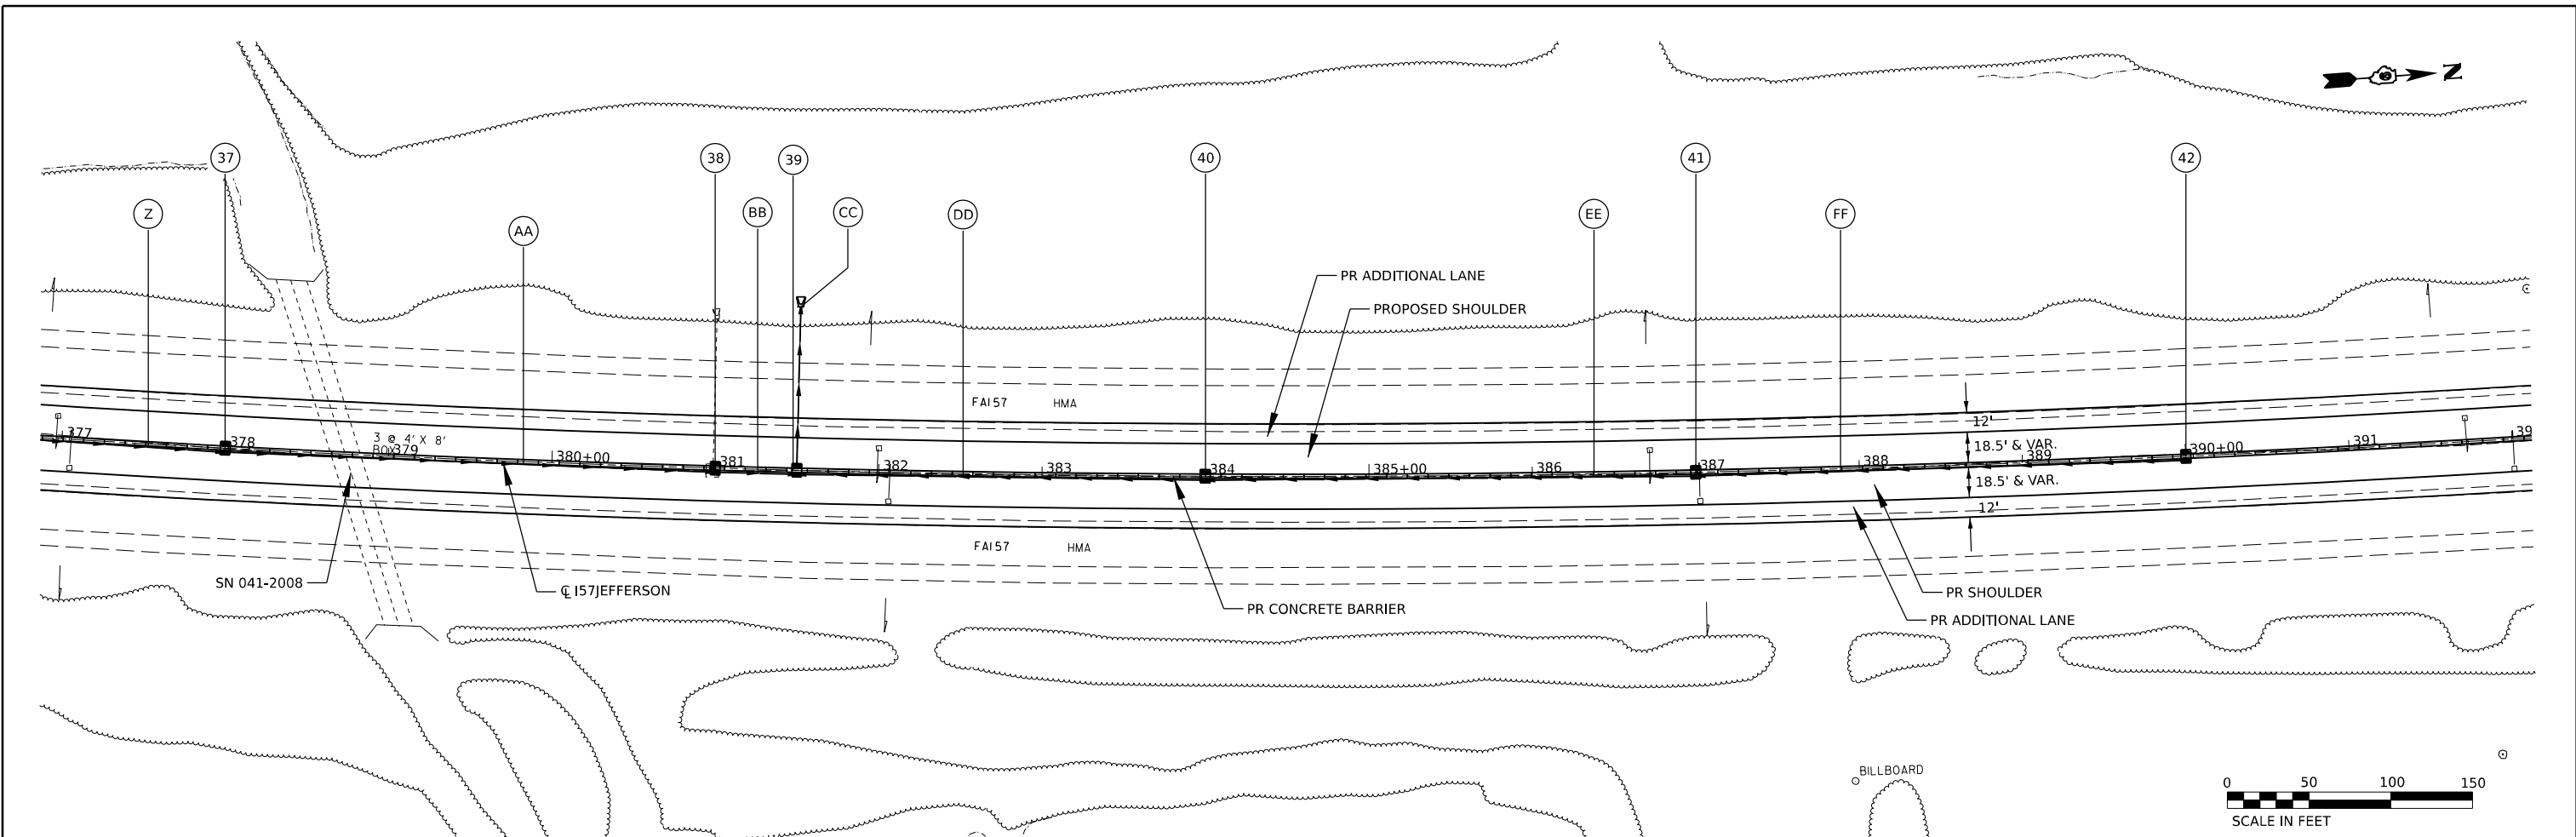 N
37
38
39
40
41
42
Z
AA
BB
CC
DD
EE
FF
PR ADDITIONAL LANE
PROPOSED SHOULDER
FAI 57 HMA
12'
18.5' & VAR.
377
378
3 @ 4' X 8'
BOX
379
380+00
381
382
383
384
385+00
386
387
388
389
390+00
391
39
18.5' & VAR.
12'
FAI 57 HMA
SN 041-2008
℄ I57JEFFERSON
PR CONCRETE BARRIER
PR SHOULDER
PR ADDITIONAL LANE
BILLBOARD
0 50 100 150
SCALE IN FEET